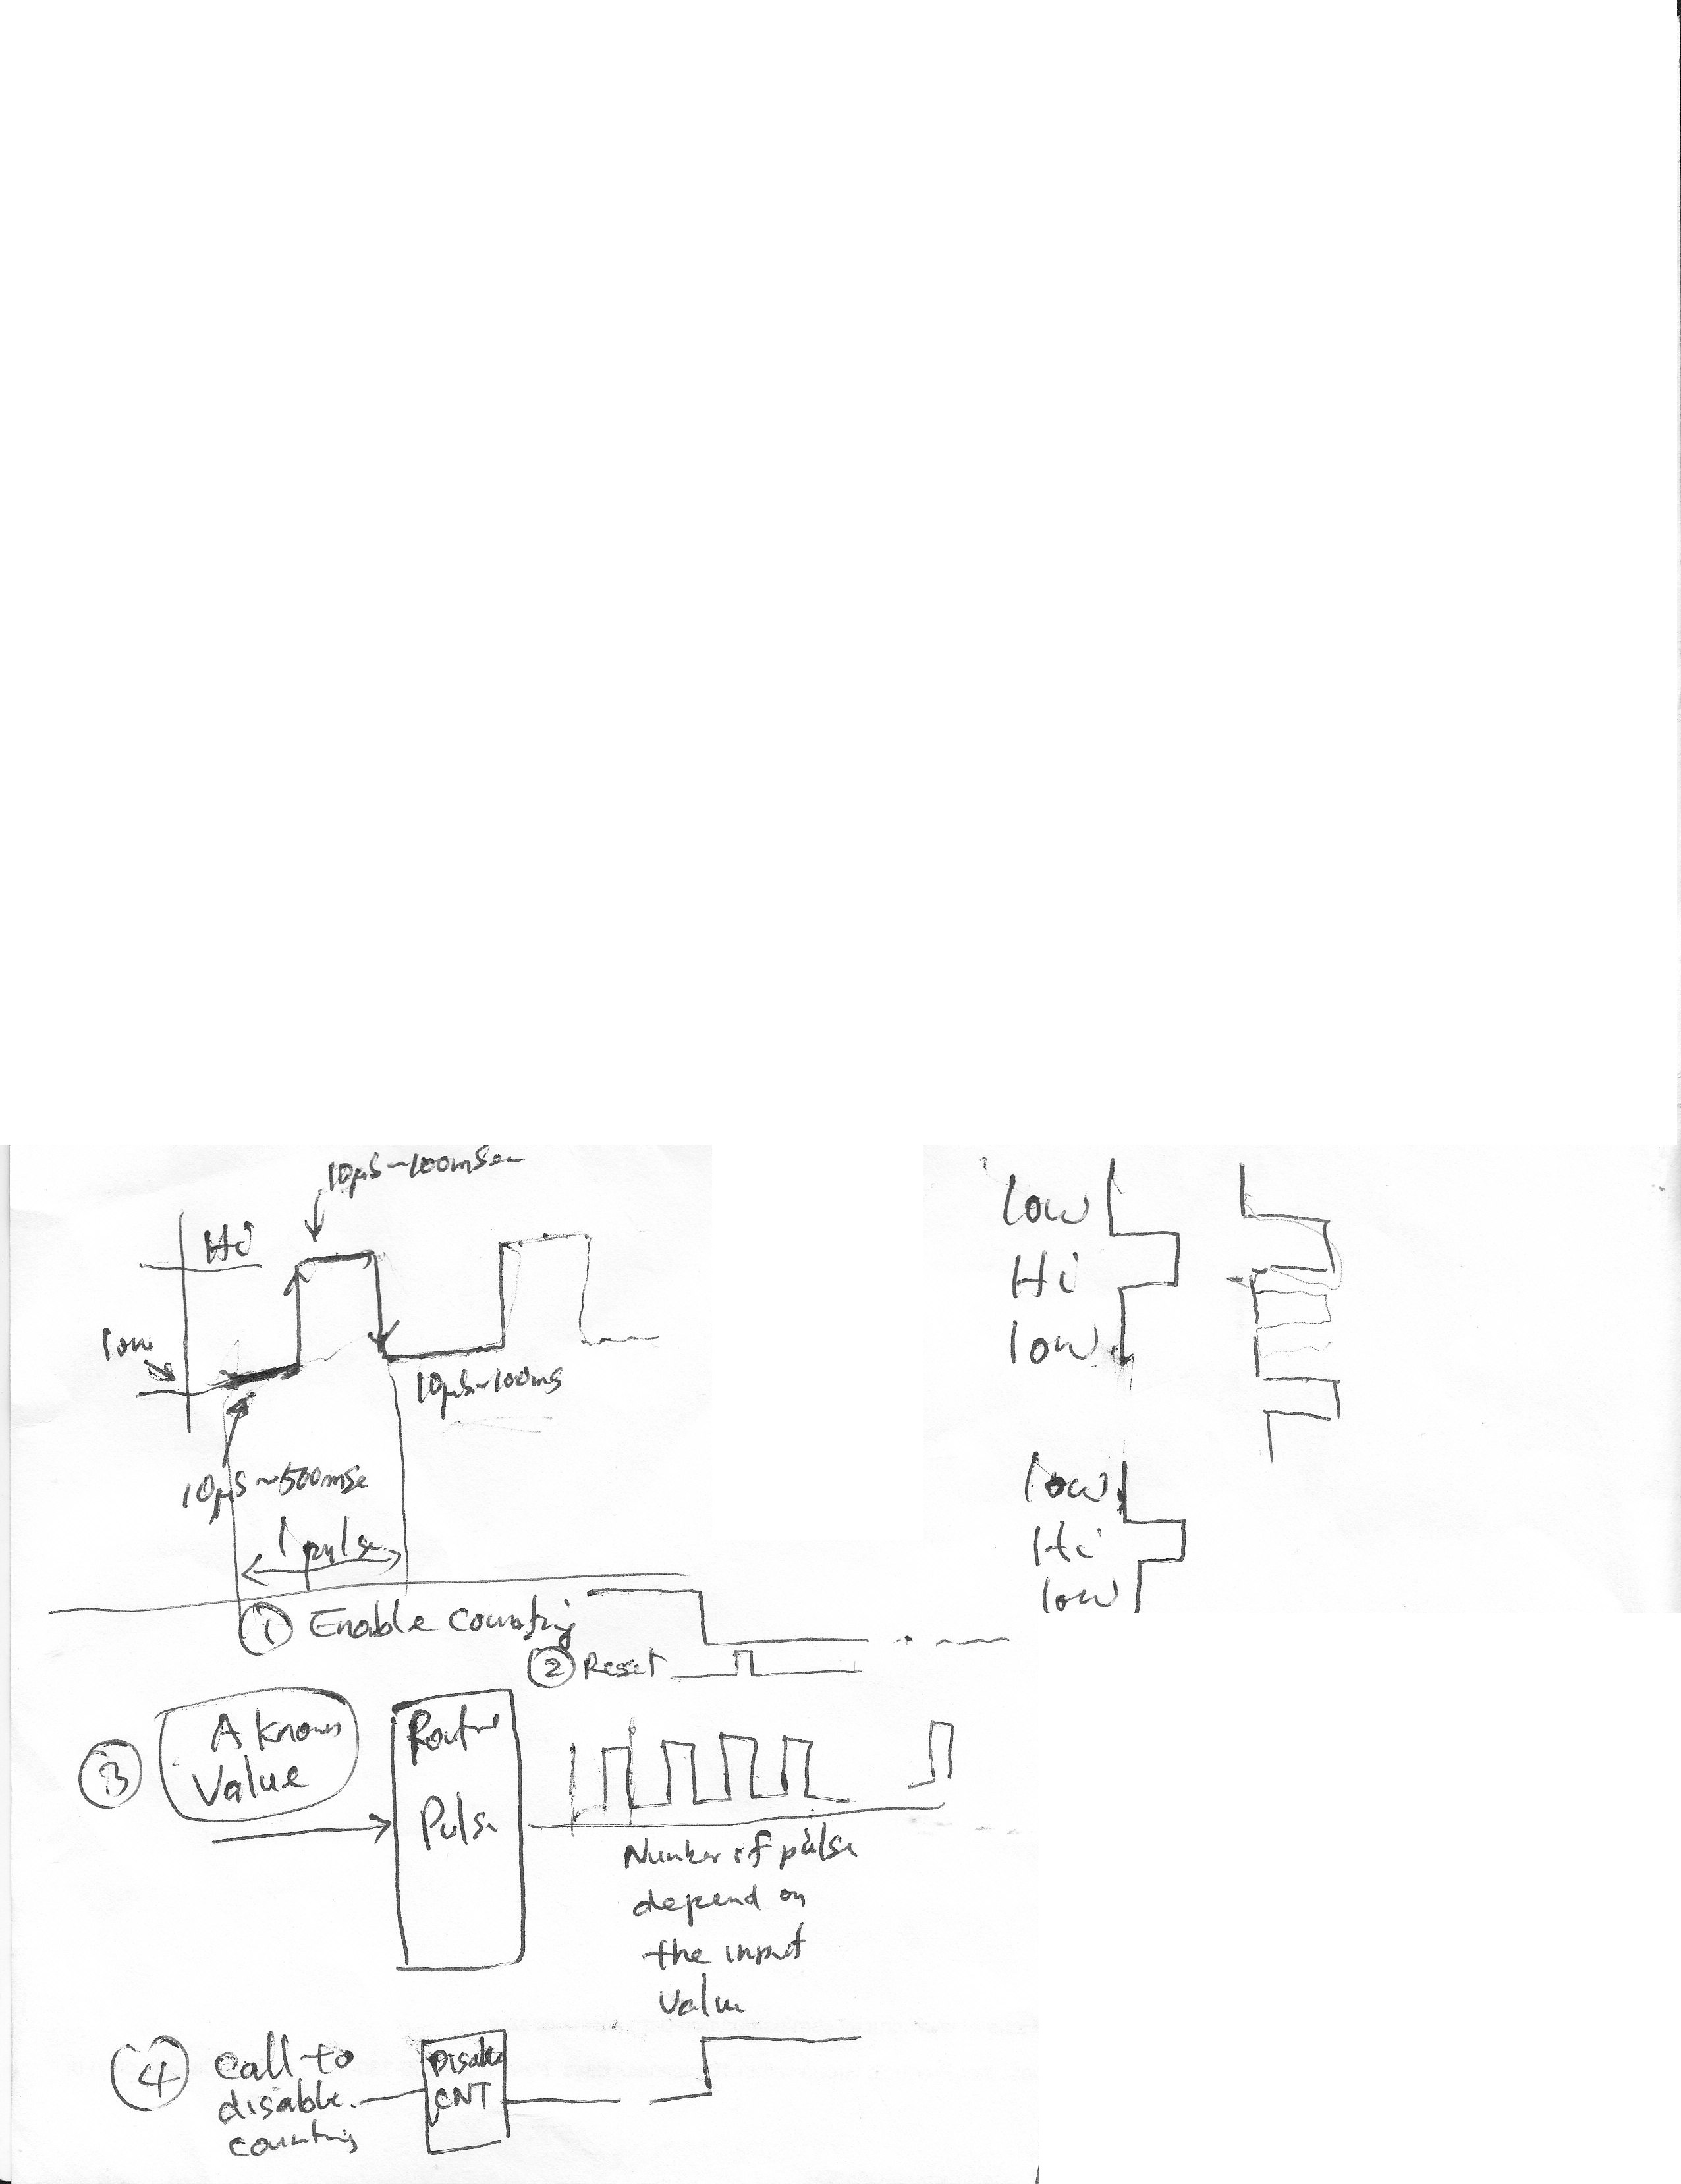 10µS~100mSec
Hi
low
10µS~100ms
10µS~500mSe
1 pulse
low
Hi
low
low
Hi
low
① Enable Counting
② Reset
③
A known
Value
Routine
Pulse
Number of pulse
depend on
the input
Value
④
Call to
disable
counting
Disable
CNT